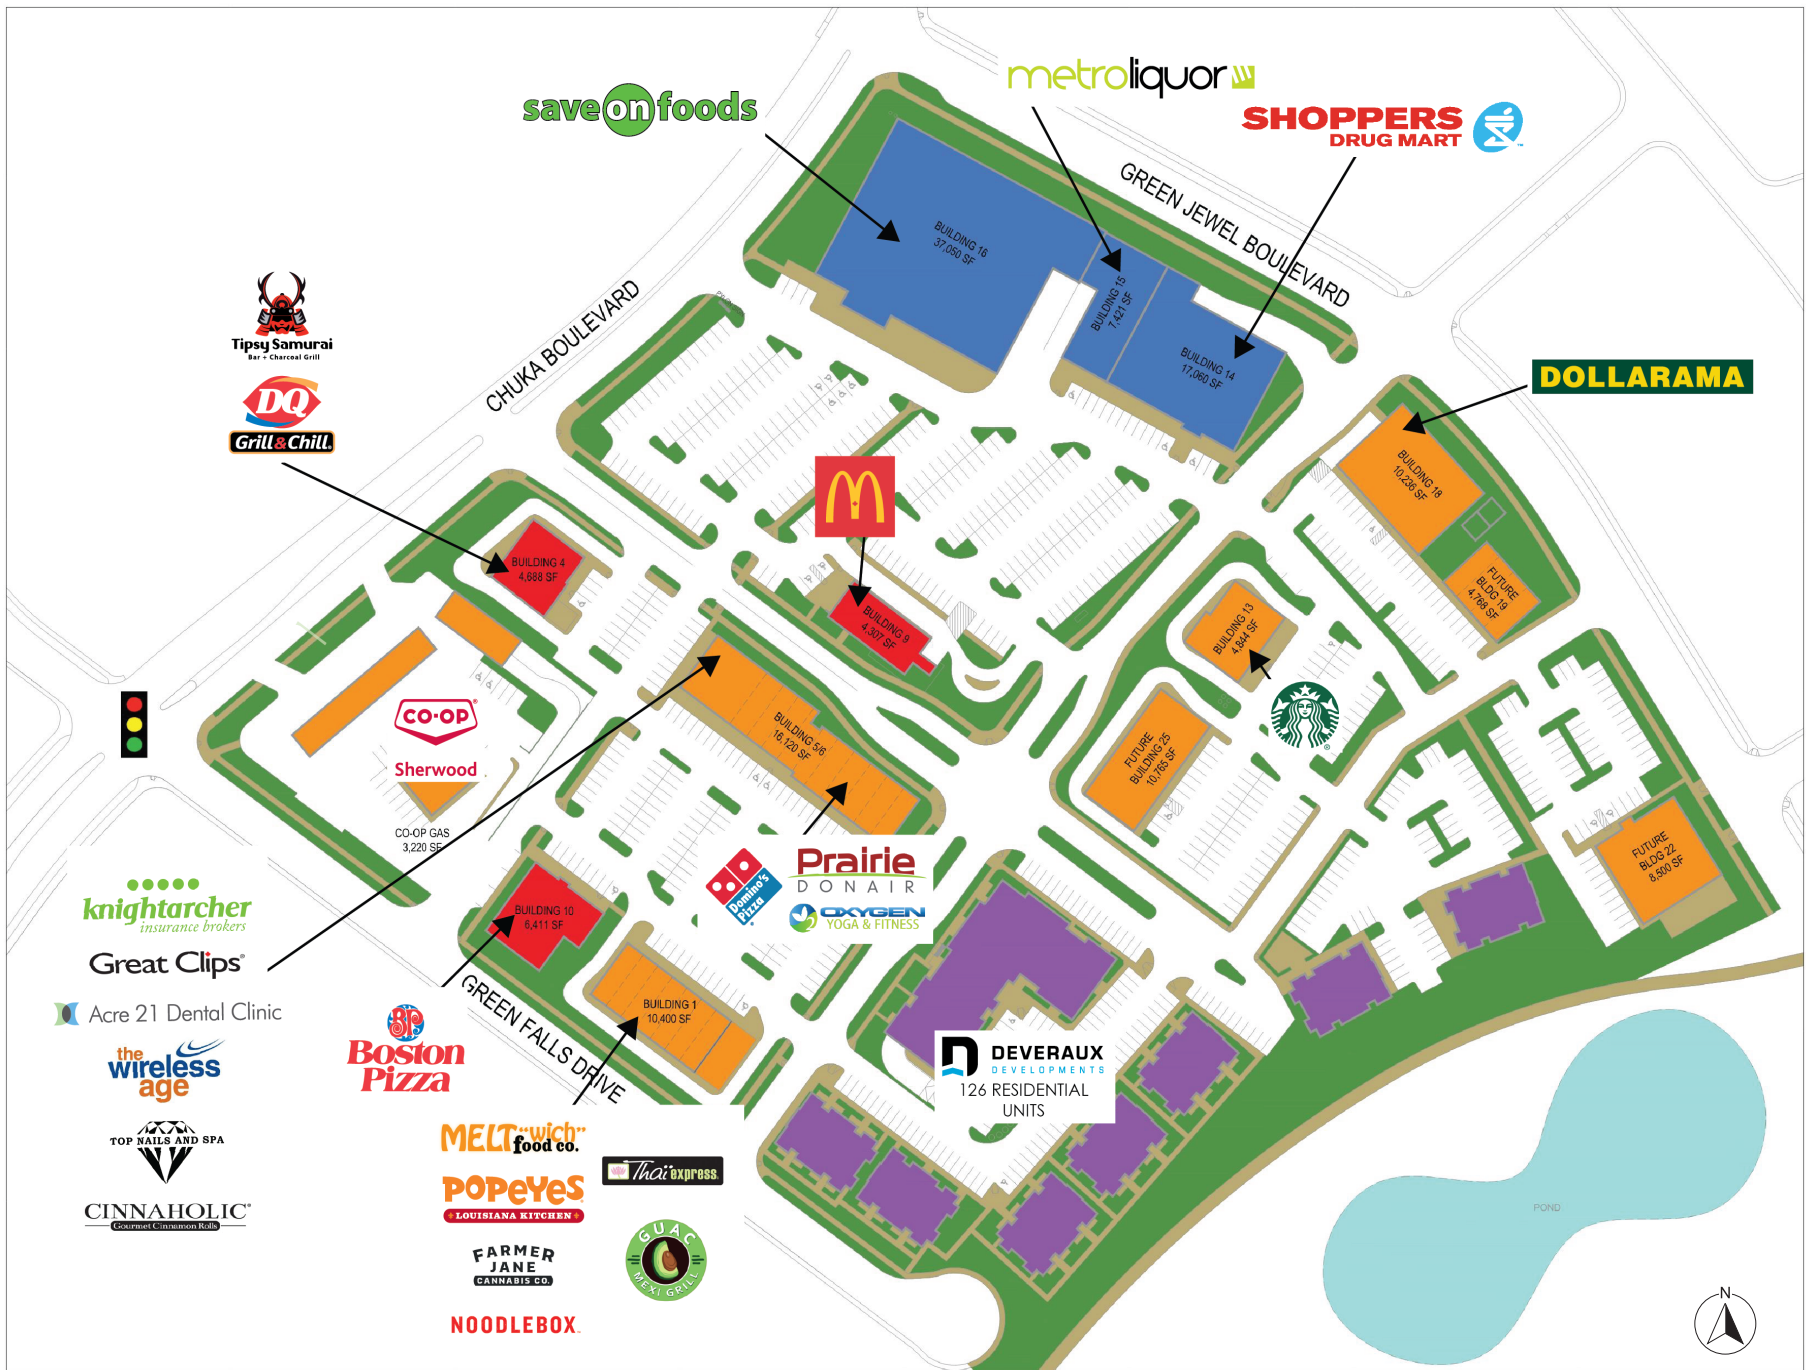 save on foods
metroliquor
SHOPPERS
DRUG MART
GREEN JEWEL BOULEVARD
BUILDING 16
37,050 SF
BUILDING 15
7,421 SF
BUILDING 14
17,060 SF
CHUKA BOULEVARD
Tipsy Samurai
Bar + Charcoal Grill
DQ
Grill & Chill
DOLLARAMA
BUILDING 18
10,236 SF
FUTURE
BLDG 19
4,768 SF
BUILDING 4
4,688 SF
BUILDING 9
4,307 SF
BUILDING 13
4,844 SF
CO-OP
Sherwood
CO-OP GAS
3,220 SF
BUILDING 5/6
16,120 SF
FUTURE
BUILDING 25
10,765 SF
FUTURE
BLDG 22
8,500 SF
Domino's
Pizza
Prairie
DONAIR
O2
OXYGEN
YOGA & FITNESS
knightarcher
insurance brokers
Great Clips
Acre 21 Dental Clinic
the
wireless
age
TOP NAILS AND SPA
CINNAHOLIC
Gourmet Cinnamon Rolls
BUILDING 10
6,411 SF
BUILDING 1
10,400 SF
GREEN FALLS DRIVE
BP
Boston
Pizza
MELT "wich"
food co.
Thaï express
POPEYES
LOUISIANA KITCHEN
FARMER
JANE
CANNABIS CO.
GUAC
MEXI GRILL
NOODLEBOX
DEVERAUX
DEVELOPMENTS
126 RESIDENTIAL
UNITS
POND
N